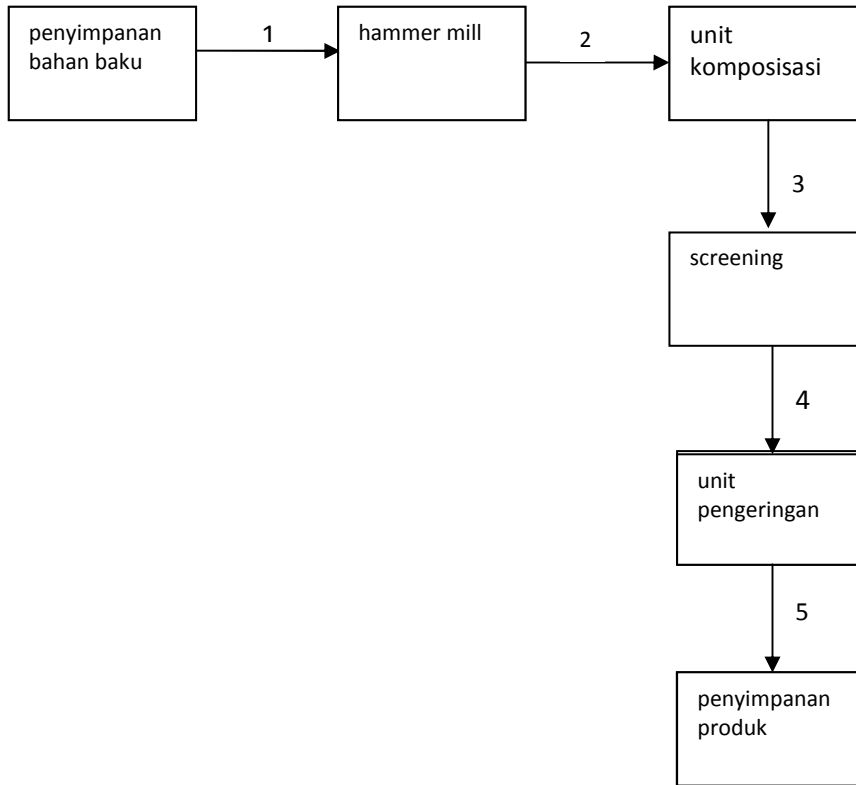 penyimpanan
bahan baku
1
hammer mill
2
unit
komposisasi
3
screening
4
unit
pengeringan
5
penyimpanan
produk